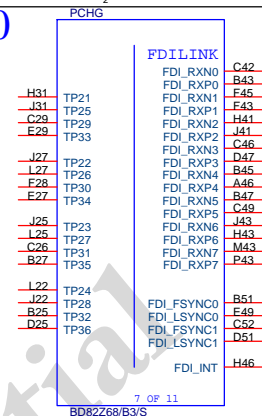 PCHG
FDILINK
FDI_RXN0 C42
FDI_RXP0 B43
H31 TP21 FDI_RXN1 F45
J31 TP25 FDI_RXP1 F43
C29 TP29 FDI_RXN2 H41
E29 TP33 FDI_RXP2 J41
FDI_RXN3 C46
J27 TP22 FDI_RXP3 D47
L27 TP26 FDI_RXN4 B45
F28 TP30 FDI_RXP4 A46
E27 TP34 FDI_RXN5 B47
FDI_RXP5 C49
J25 TP23 FDI_RXN6 J43
L25 TP27 FDI_RXP6 H43
C26 TP31 FDI_RXN7 M43
B27 TP35 FDI_RXP7 P43
L22 TP24
J22 TP28 FDI_FSYNC0 B51
B25 TP32 FDI_LSYNC0 E49
D25 TP36 FDI_FSYNC1 C52
FDI_LSYNC1 D51
FDI_INT H46
7 OF 11
BD82Z68/B3/S